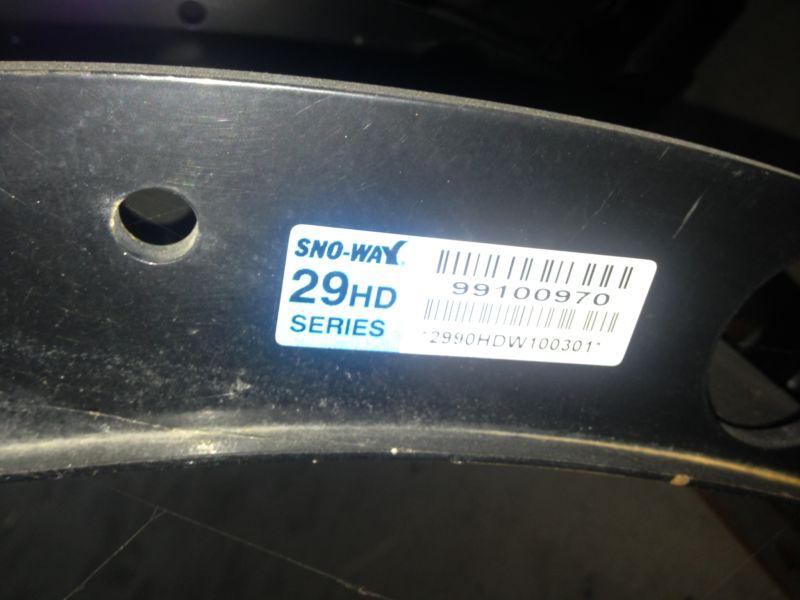 SNO-WAY
29HD
SERIES
99100970
*2990HDW100301*